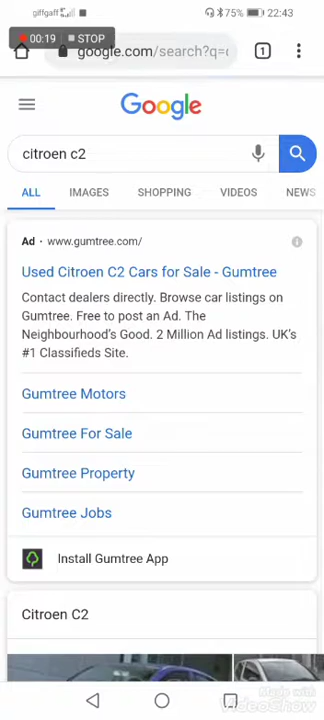 giffgaff
75% 22:43
00:19 STOP
google.com/search?q=c
1
Google
citroen c2
ALL IMAGES SHOPPING VIDEOS NEWS
Ad · www.gumtree.com/
Used Citroen C2 Cars for Sale - Gumtree
Contact dealers directly. Browse car listings on
Gumtree. Free to post an Ad. The
Neighbourhood's Good. 2 Million Ad listings. UK's
#1 Classifieds Site.
Gumtree Motors
Gumtree For Sale
Gumtree Property
Gumtree Jobs
Install Gumtree App
Citroen C2
Made with
VideoShow